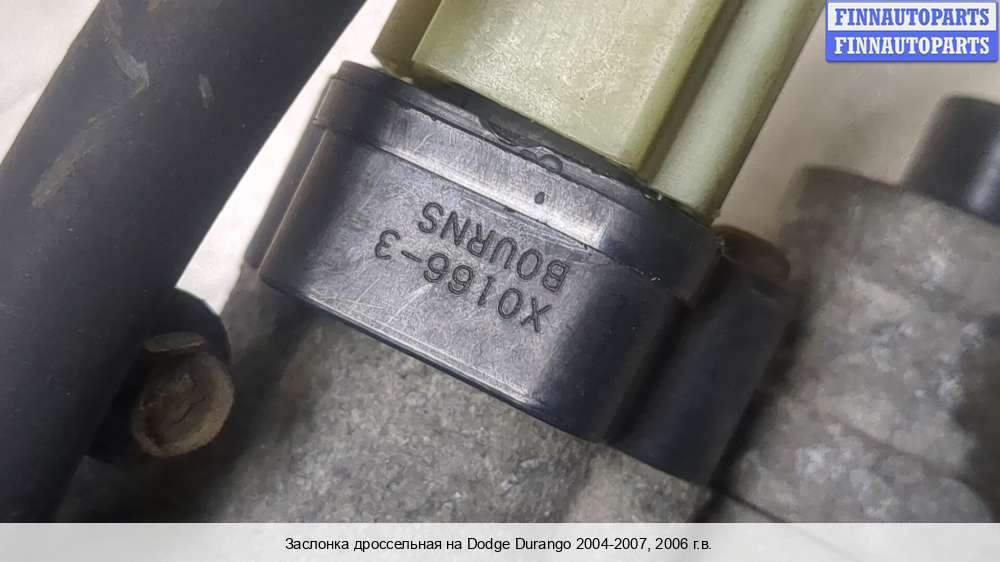 FINNAUTOPARTS
FINNAUTOPARTS
BOURNS
X0166-3
Заслонка дроссельная на Dodge Durango 2004-2007, 2006 г.в.